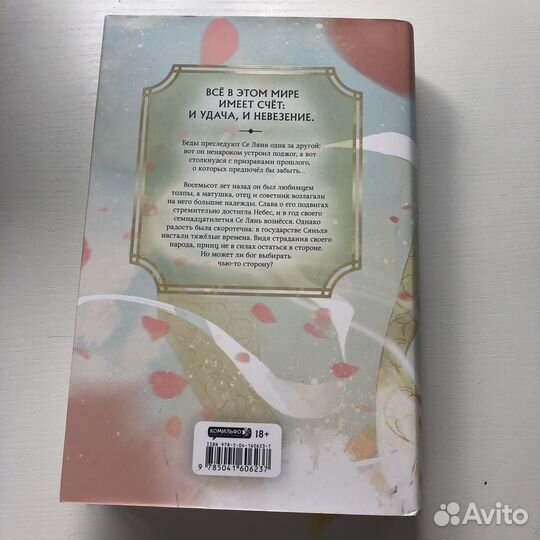 ВСЁ В ЭТОМ МИРЕ
ИМЕЕТ СЧЁТ:
И УДАЧА, И НЕВЕЗЕНИЕ.
Беды преследуют Се Ляня одна за другой:
вот он ненароком устроил поджог, а вот
столкнулся с призраками прошлого,
о которых предпочёл бы забыть…
Восемьсот лет назад он был любимцем
толпы, а матушка, отец и советник возлагали
на него большие надежды. Слава о его подвигах
стремительно достигла Небес, и в год своего
семнадцатилетия Се Лянь вознёсся. Однако
радость была скоротечна: в государстве Сяньлэ
настали тяжёлые времена. Видя страдания своего
народа, принц не в силах остаться в стороне.
Но может ли бог выбирать
чью-то сторону?
КОМИЛЬФО 18+
ISBN 978-5-04-160623-7
9 785041 606237
Avito